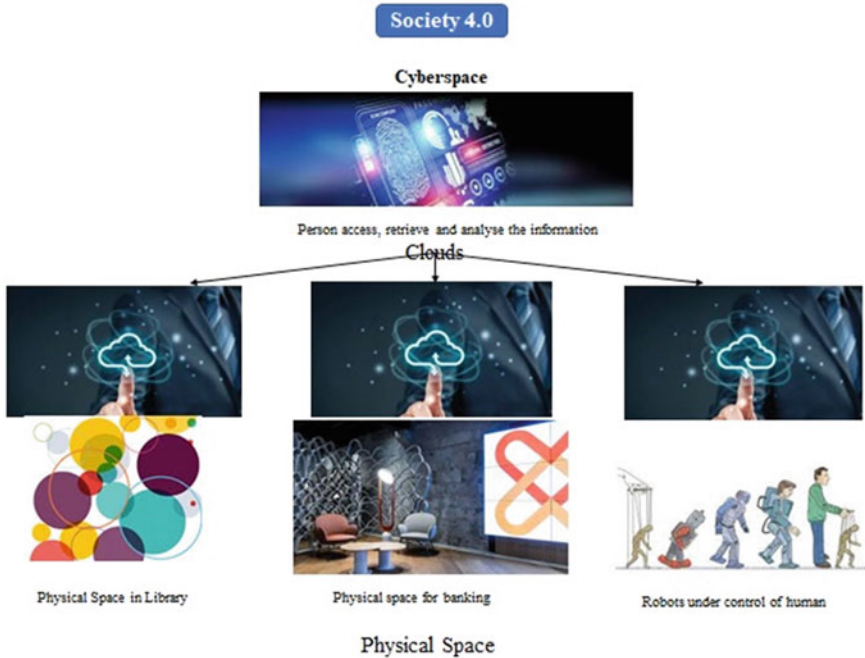 Society 4.0
Cyberspace
Person access, retrieve and analyse the information
Clouds
Physical Space in Library
Physical space for banking
Robots under control of human
Physical Space